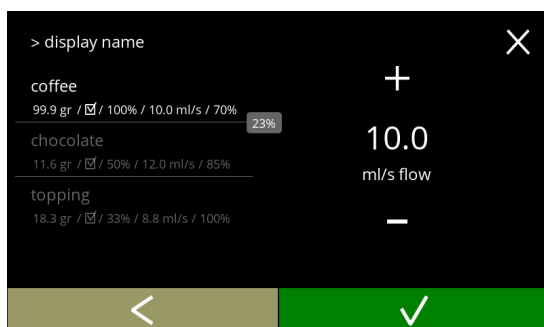 > display name
coffee
99.9 gr / ☑ / 100% / 10.0 ml/s / 70%
23%
chocolate
11.6 gr / ☑ / 50% / 12.0 ml/s / 85%
topping
18.3 gr / ☑ / 33% / 8.8 ml/s / 100%
+
10.0
ml/s flow
-